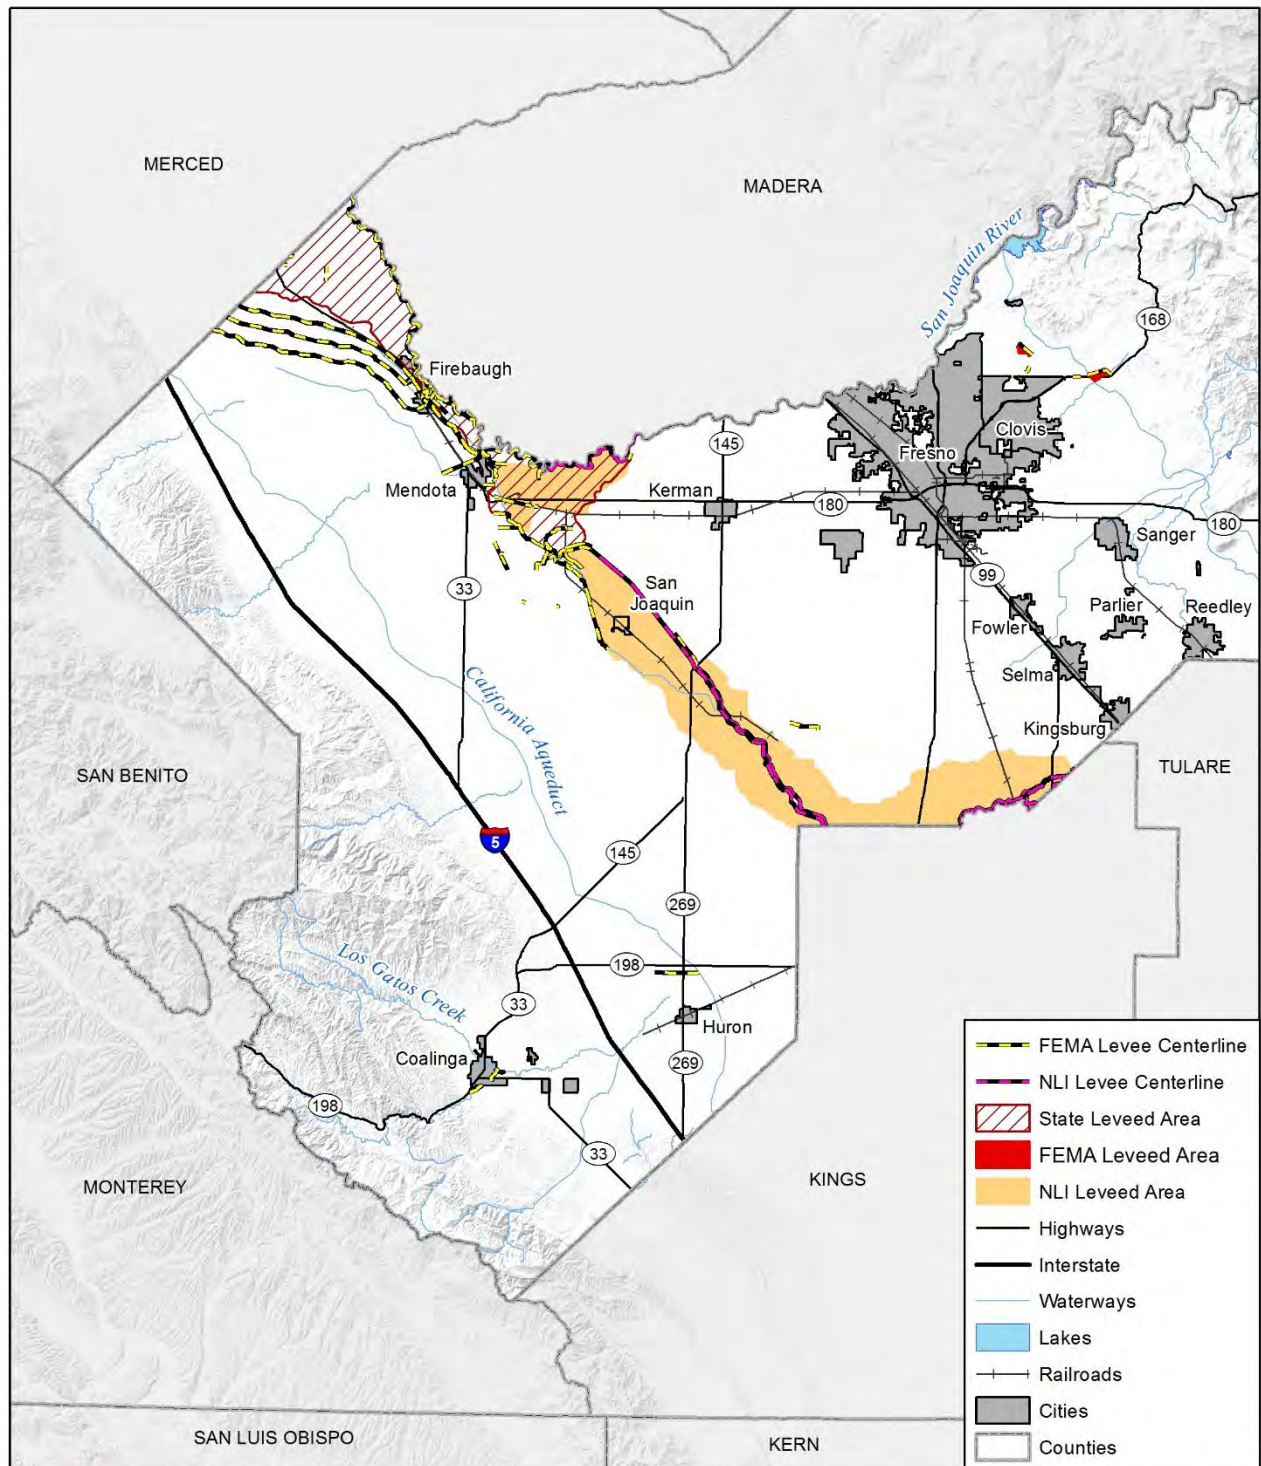 MERCED
MADERA
San Joaquin River
168
Firebaugh
Clovis
145
Fresno
Mendota
Kerman
180
180
Sanger
99
33
San
Joaquin
Parlier
Reedley
Fowler
Selma
California Aqueduct
Kingsburg
SAN BENITO
TULARE
5
145
269
Los Gatos Creek
198
33
Huron
Coalinga
269
198
33
MONTEREY
KINGS
SAN LUIS OBISPO
KERN
FEMA Levee Centerline
NLI Levee Centerline
State Leveed Area
FEMA Leveed Area
NLI Leveed Area
Highways
Interstate
Waterways
Lakes
Railroads
Cities
Counties